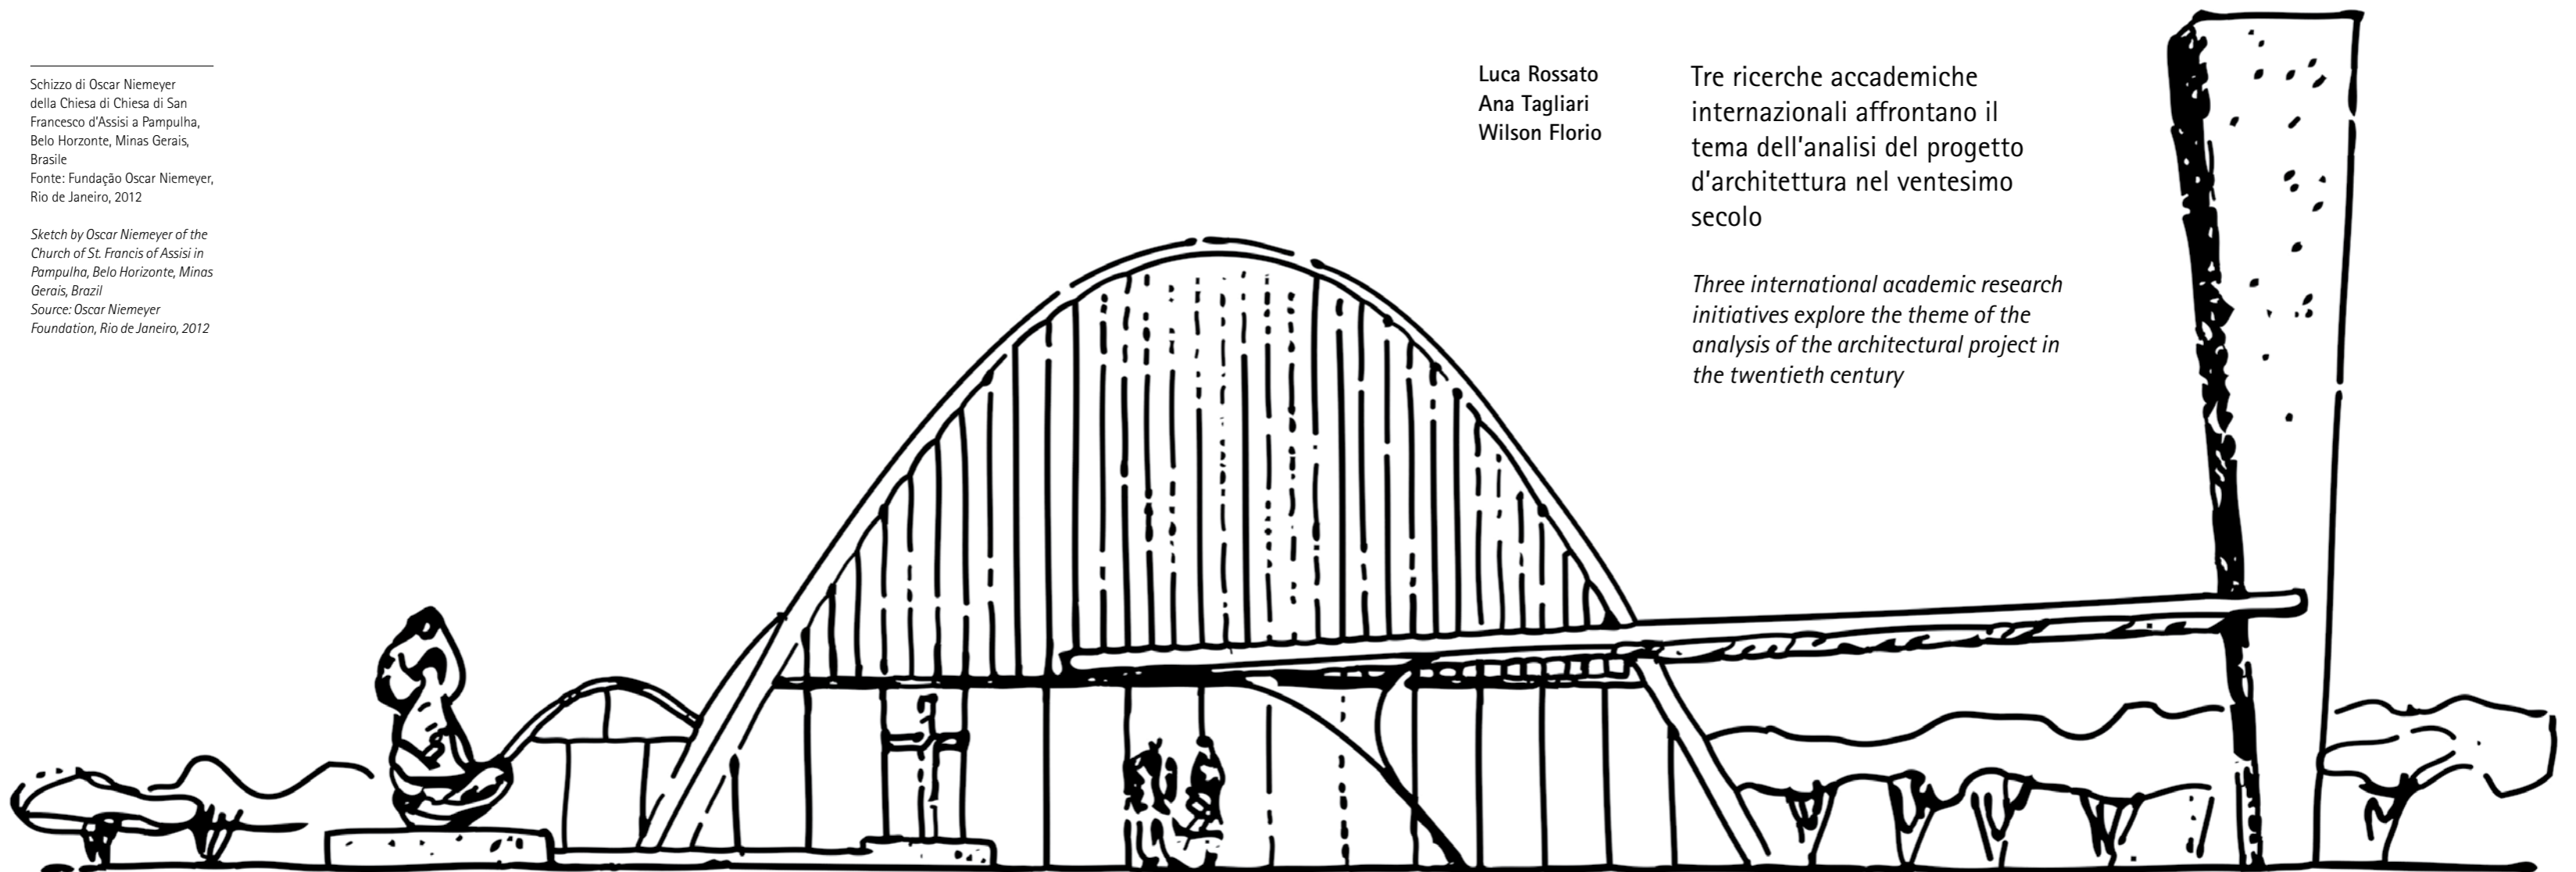 Schizzo di Oscar Niemeyer
della Chiesa di Chiesa di San
Francesco d'Assisi a Pampulha,
Belo Horzonte, Minas Gerais,
Brasile
Fonte: Fundação Oscar Niemeyer,
Rio de Janeiro, 2012
Sketch by Oscar Niemeyer of the
Church of St. Francis of Assisi in
Pampulha, Belo Horizonte, Minas
Gerais, Brazil
Source: Oscar Niemeyer
Foundation, Rio de Janeiro, 2012
Luca Rossato
Ana Tagliari
Wilson Florio
Tre ricerche accademiche
internazionali affrontano il
tema dell'analisi del progetto
d'architettura nel ventesimo
secolo
Three international academic research
initiatives explore the theme of the
analysis of the architectural project in
the twentieth century